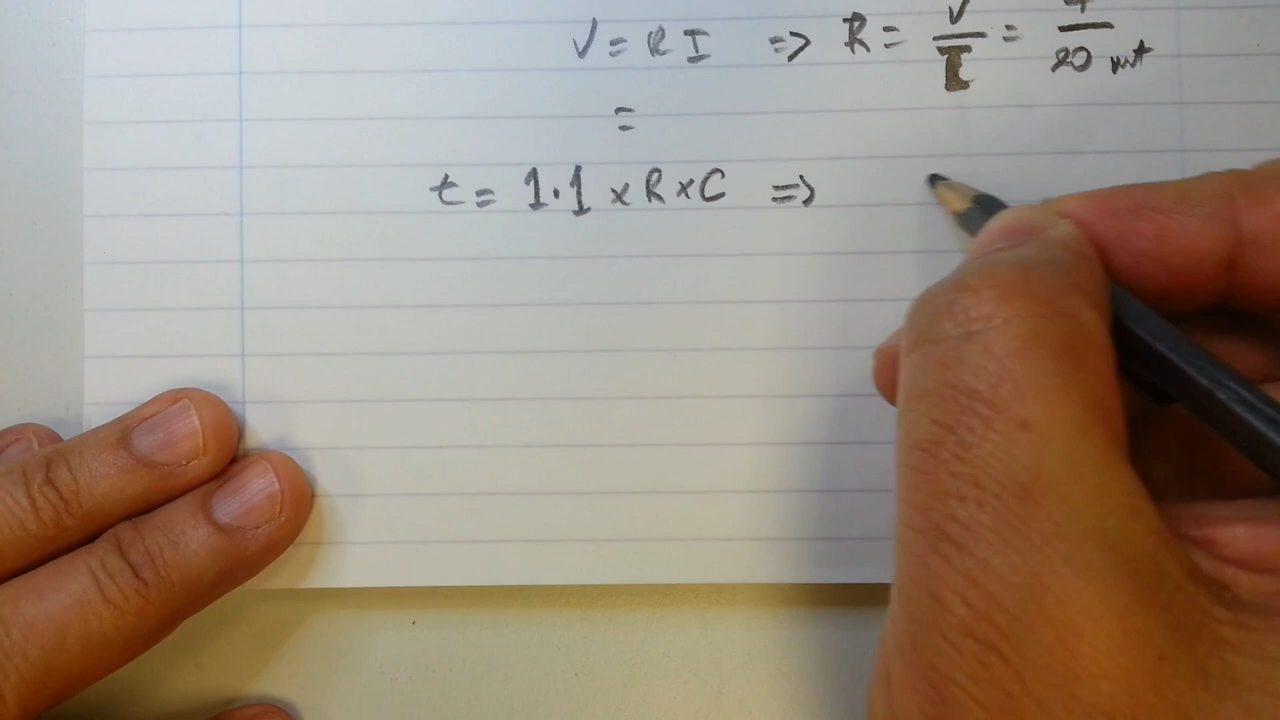 V = R I => R = V/I = /20 mA
=
t = 1.1 x R x C =>